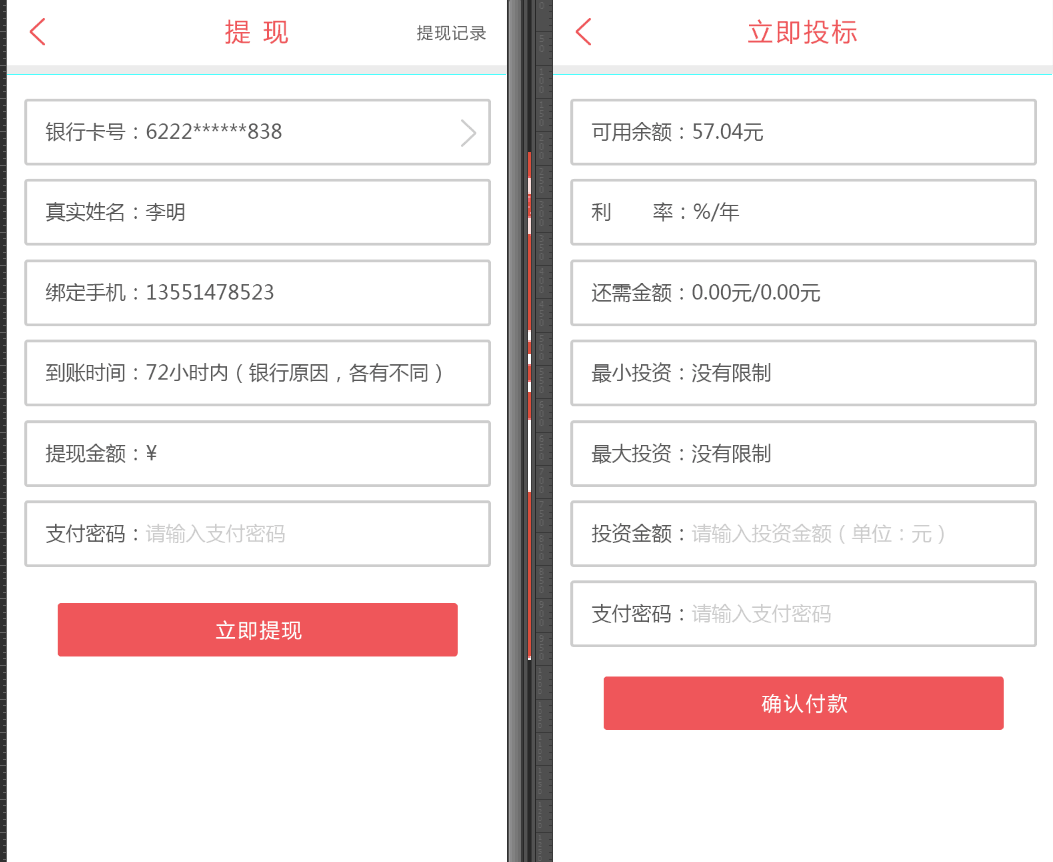 提 现
提现记录
银行卡号：6222******838
真实姓名：李明
绑定手机：13551478523
到账时间：72小时内（银行原因，各有不同）
提现金额：¥
支付密码：请输入支付密码
立即提现
立即投标
可用余额：57.04元
利 率：%/年
还需金额：0.00元/0.00元
最小投资：没有限制
最大投资：没有限制
投资金额：请输入投资金额（单位：元）
支付密码：请输入支付密码
确认付款